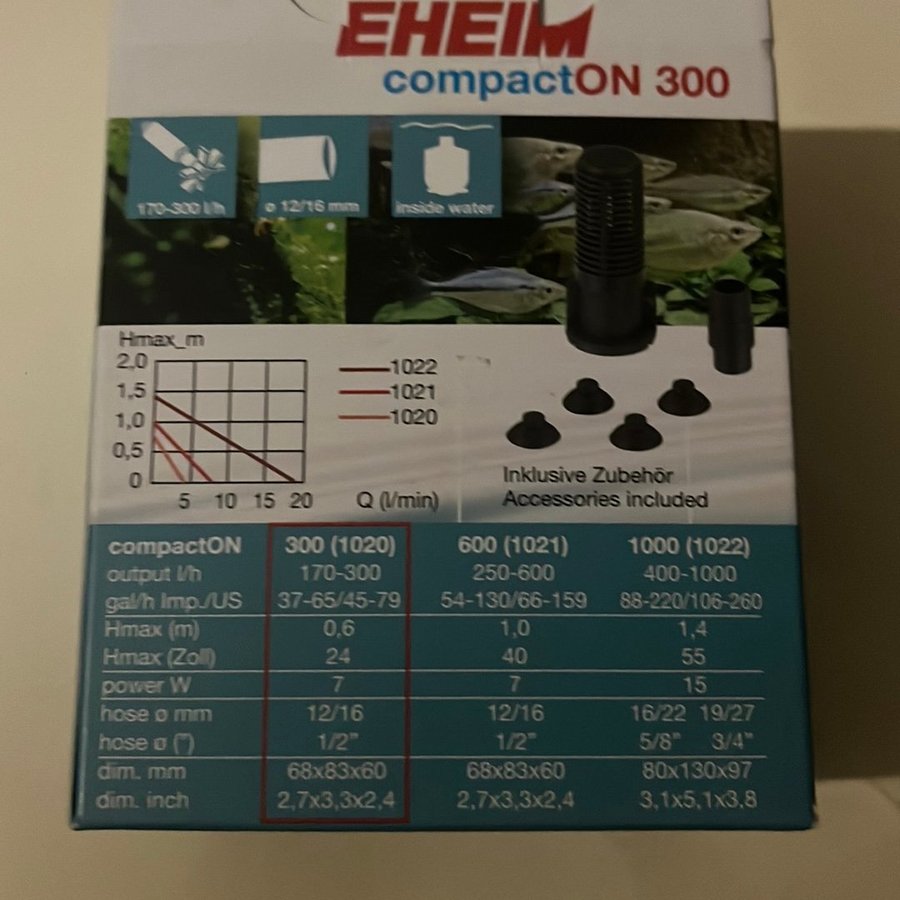 EHEIM
compactON 300
170-300 l/h
ø 12/16 mm
inside water
Hmax_m
2,0
1,5
1,0
0,5
0
5 10 15 20 Q (l/min)
1022
1021
1020
Inklusive Zubehör
Accessories included
compactON 300 (1020) 600 (1021) 1000 (1022)
output l/h 170-300 250-600 400-1000
gal/h Imp./US 37-65/45-79 54-130/66-159 88-220/106-260
Hmax (m) 0,6 1,0 1,4
Hmax (Zoll) 24 40 55
power W 7 7 15
hose ø mm 12/16 12/16 16/22 19/27
hose ø (") 1/2” 1/2” 5/8” 3/4”
dim. mm 68x83x60 68x83x60 80x130x97
dim. inch 2,7x3,3x2,4 2,7x3,3x2,4 3,1x5,1x3,8